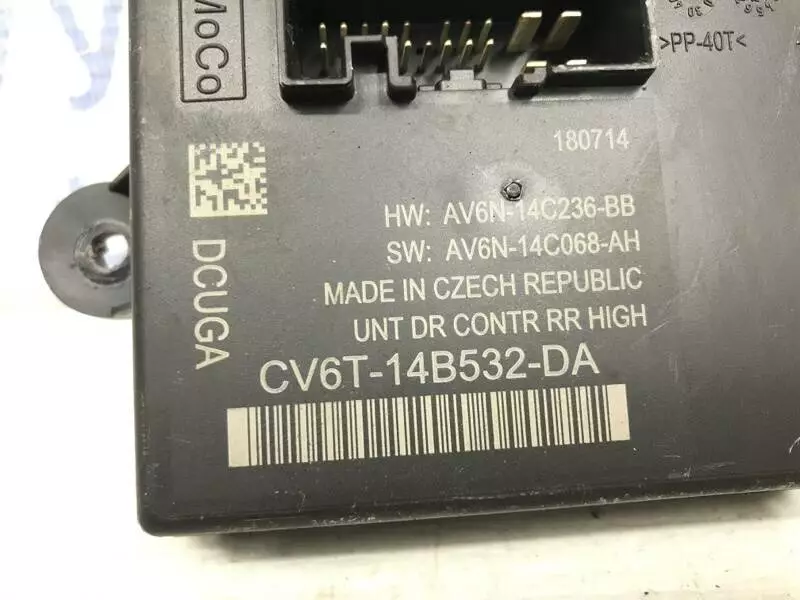 MoCo
>PP-40T<
180714
HW: AV6N-14C236-BB
SW: AV6N-14C068-AH
MADE IN CZECH REPUBLIC
UNT DR CONTR RR HIGH
DCUGA
CV6T-14B532-DA